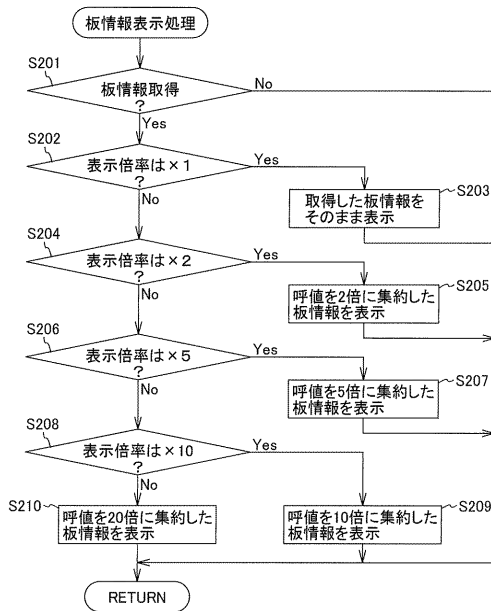 板情報表示処理
S201
板情報取得
?
No
Yes
S202
表示倍率は×1
?
Yes
No
S203
取得した板情報を
そのまま表示
S204
表示倍率は×2
?
Yes
No
S205
呼値を2倍に集約した
板情報を表示
S206
表示倍率は×5
?
Yes
No
S207
呼値を5倍に集約した
板情報を表示
S208
表示倍率は×10
?
Yes
No
S210
呼値を20倍に集約した
板情報を表示
S209
呼値を10倍に集約した
板情報を表示
RETURN